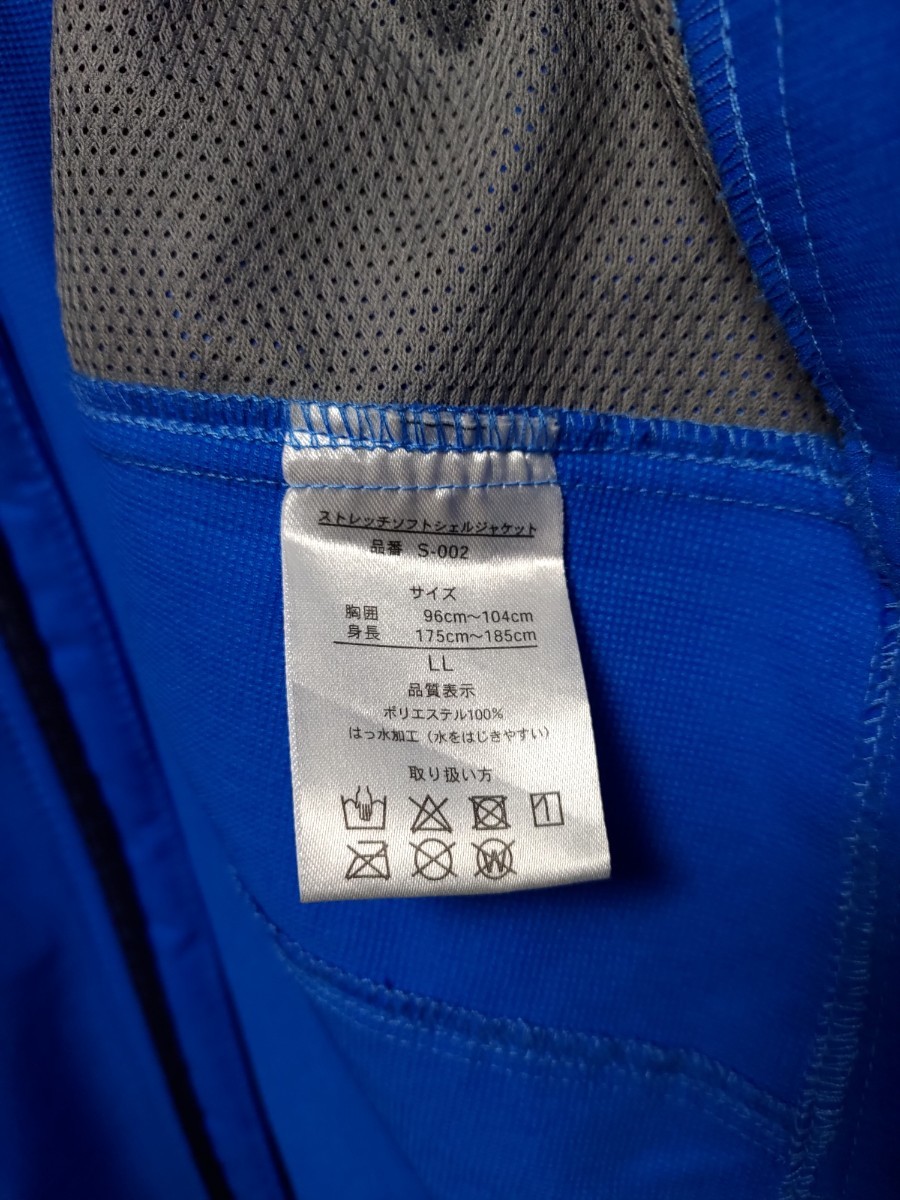 ストレッチソフトシェルジャケット
品番 S-002
サイズ
胸囲 96cm〜104cm
身長 175cm〜185cm
LL
品質表示
ポリエステル100%
はっ水加工（水をはじきやすい）
取り扱い方
W